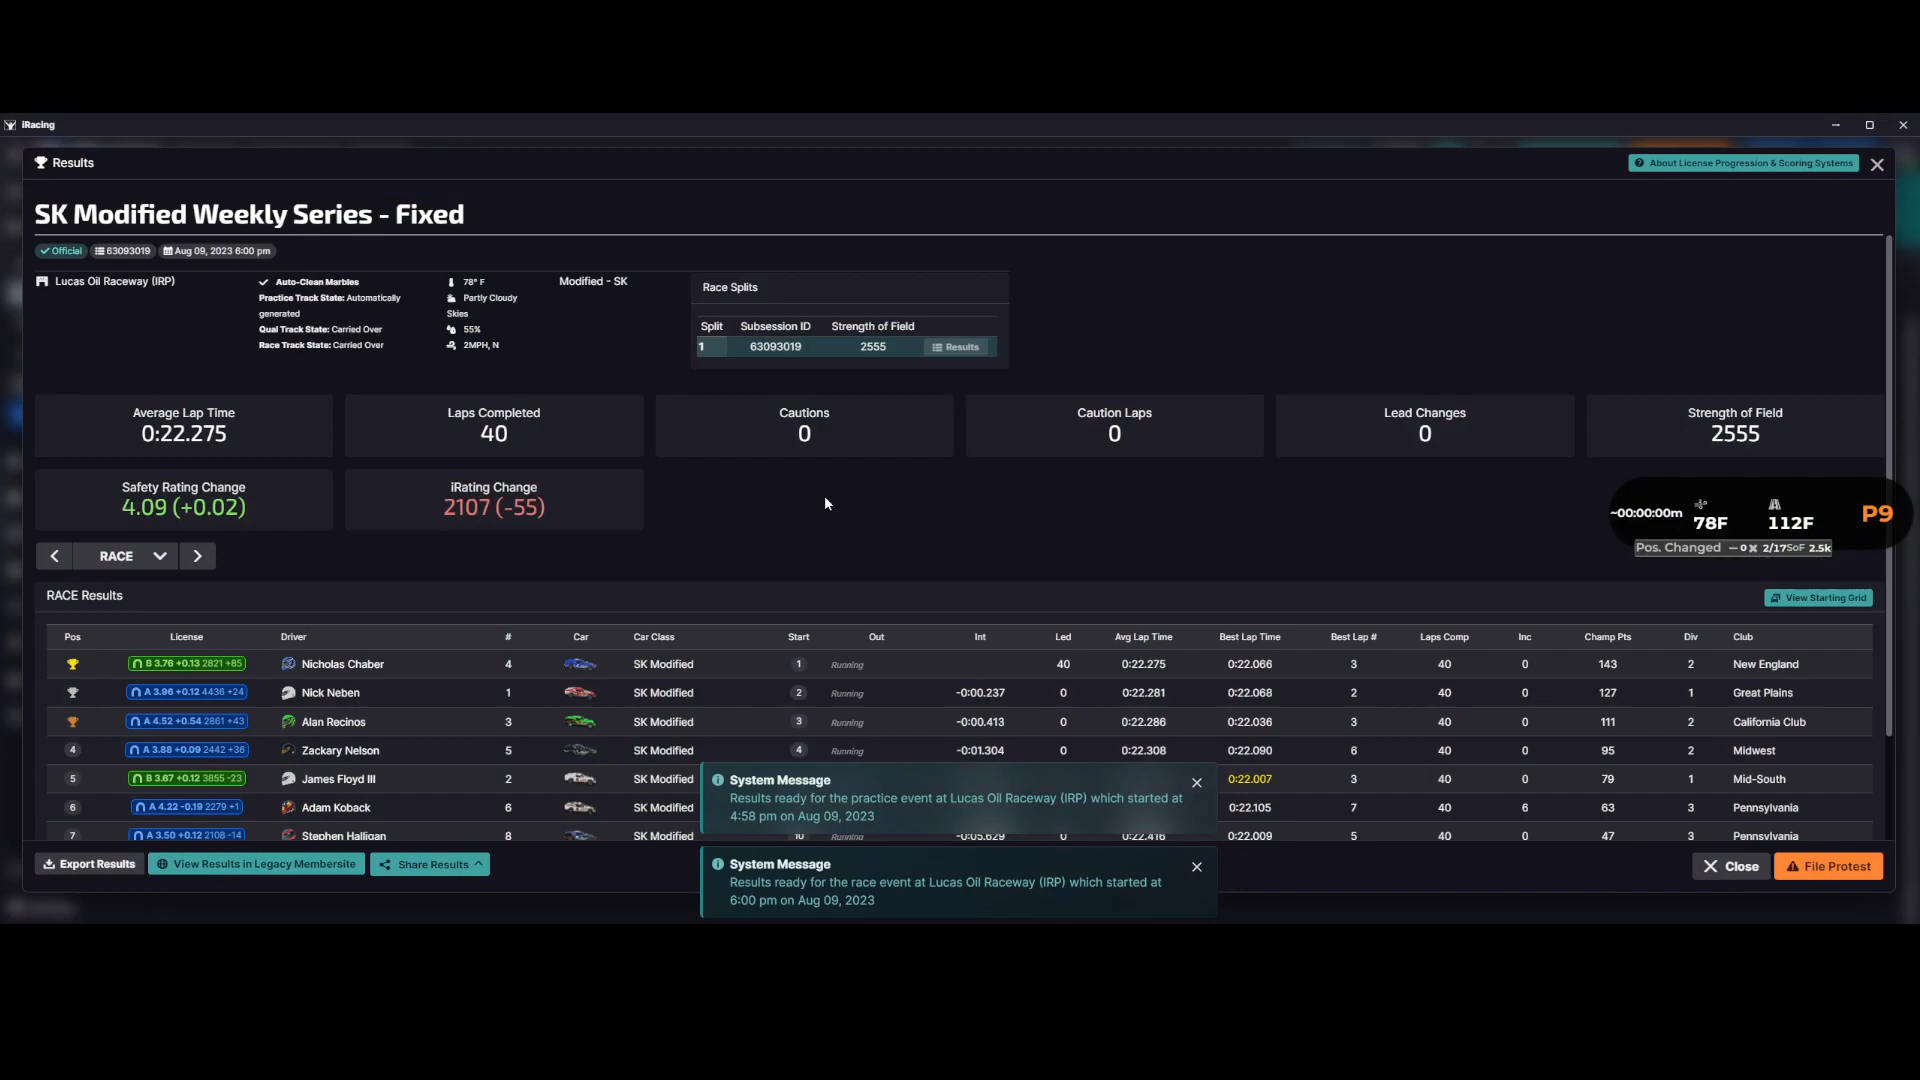 iRacing
Results
About License Progression & Scoring Systems
SK Modified Weekly Series - Fixed
Official 63093019 Aug 09, 2023 6:00 pm
Lucas Oil Raceway (IRP)
Auto-Clean Marbles
Practice Track State: Automatically
generated
Qual Track State: Carried Over
Race Track State: Carried Over
78° F
Partly Cloudy
Skies
55%
2MPH, N
Modified - SK
Race Splits
Split Subsession ID Strength of Field
1 63093019 2555 Results
Average Lap Time
0:22.275
Laps Completed
40
Cautions
0
Caution Laps
0
Lead Changes
0
Strength of Field
2555
Safety Rating Change
4.09 (+0.02)
iRating Change
2107 (-55)
~00:00:00m 78F 112F P9
Pos. Changed — 0 2/17 SoF 2.5k
RACE
RACE Results
View Starting Grid
Pos License Driver # Car Car Class Start Out Int Led Avg Lap Time Best Lap Time Best Lap # Laps Comp Inc Champ Pts Div Club
B 3.76 +0.13 2821 +85 Nicholas Chaber 4 SK Modified 1 Running 40 0:22.275 0:22.066 3 40 0 143 2 New England
A 3.96 +0.12 4436 +24 Nick Neben 1 SK Modified 2 Running -0:00.237 0 0:22.281 0:22.068 2 40 0 127 1 Great Plains
A 4.52 +0.54 2861 +43 Alan Recinos 3 SK Modified 3 Running -0:00.413 0 0:22.286 0:22.036 3 40 0 111 2 California Club
4 A 3.88 +0.09 2442 +36 Zackary Nelson 5 SK Modified 4 Running -0:01.304 0 0:22.308 0:22.090 6 40 0 95 2 Midwest
5 B 3.67 +0.12 3855 -23 James Floyd III 2 SK Modified 0:22.007 3 40 0 79 1 Mid-South
6 A 4.22 -0.19 2279 +1 Adam Koback 6 SK Modified 0:22.105 7 40 6 63 3 Pennsylvania
7 A 3.50 +0.12 2108 -14 Stephen Halligan 8 SK Modified 10 Running -0:05.629 0 0:22.416 0:22.009 5 40 0 47 3 Pennsylvania
System Message
Results ready for the practice event at Lucas Oil Raceway (IRP) which started at
4:58 pm on Aug 09, 2023
System Message
Results ready for the race event at Lucas Oil Raceway (IRP) which started at
6:00 pm on Aug 09, 2023
Export Results View Results in Legacy Membersite Share Results
Close File Protest